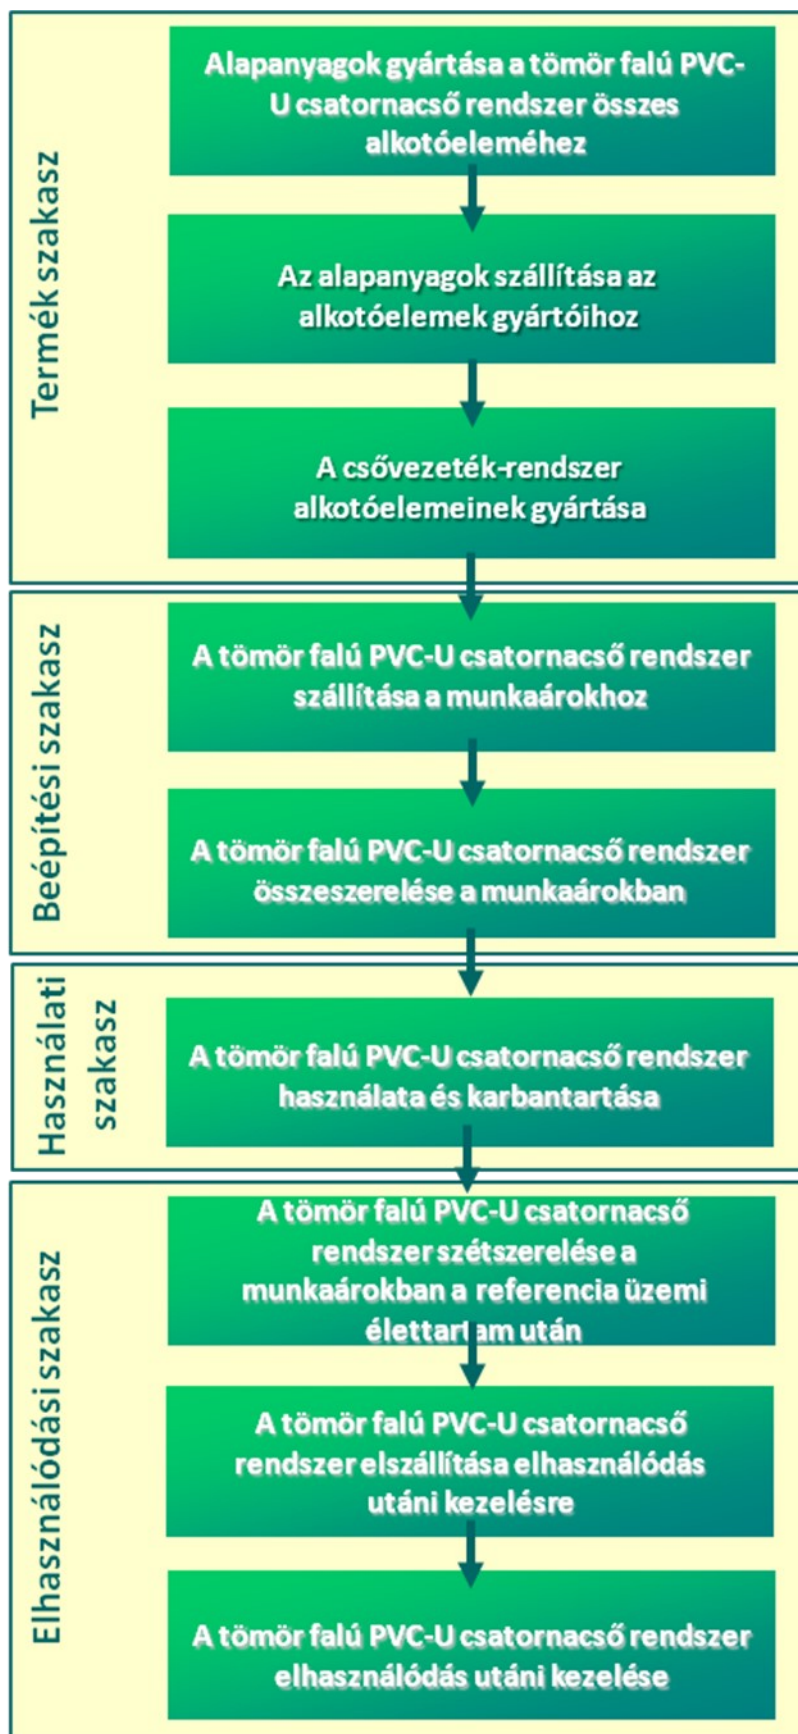 Termék szakasz
Alapanyagok gyártása a tömör falú PVC-
U csatornacső rendszer összes
alkotóeleméhez
Az alapanyagok szállítása az
alkotóelemek gyártóihoz
A csővezeték-rendszer
alkotóelemeinek gyártása
Beépítési szakasz
A tömör falú PVC-U csatornacső rendszer
szállítása a munkaárokhoz
A tömör falú PVC-U csatornacső rendszer
összeszerelése a munkaárokban
Használati
szakasz
A tömör falú PVC-U csatornacső rendszer
használata és karbantartása
Elhasználódási szakasz
A tömör falú PVC-U csatornacső
rendszer szétszerelése a
munkaárokban a referencia üzemi
élettartam után
A tömör falú PVC-U csatornacső
rendszer elszállítása elhasználódás
utáni kezelésre
A tömör falú PVC-U csatornacső rendszer
elhasználódás utáni kezelése